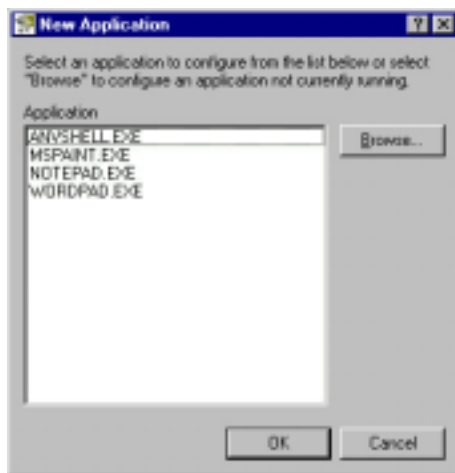 New Application
Select an application to configure from the list below or select
"Browse" to configure an application not currently running.
Application
ANVSHELL.EXE
Browse...
MSPAINT.EXE
NOTEPAD.EXE
WORDPAD.EXE
OK
Cancel